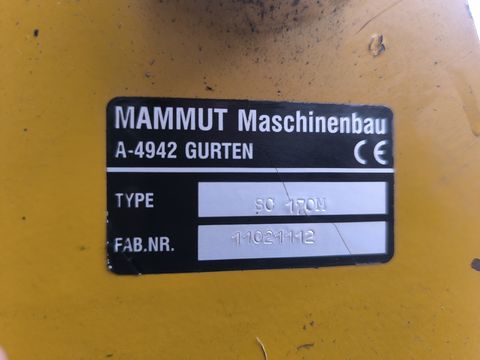 MAMMUT Maschinenbau
A-4942 GURTEN CE
TYPE SC 170M
FAB.NR. 11021112